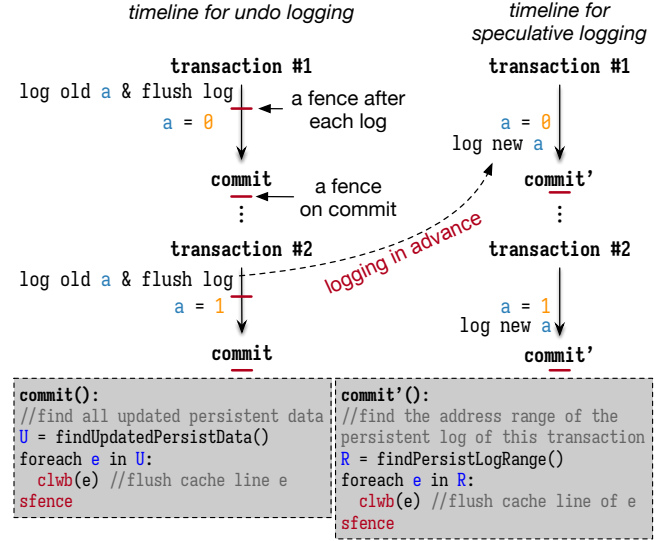 timeline for undo logging
transaction #1
log old a & flush log
a fence after
each log
a = 0
commit
a fence
on commit
⋮
transaction #2
log old a & flush log
a = 1
commit
logging in advance
timeline for
speculative logging
transaction #1
a = 0
log new a
commit'
⋮
transaction #2
a = 1
log new a
commit'
commit():
//find all updated persistent data
U = findUpdatedPersistData()
foreach e in U:
clwb(e) //flush cache line e
sfence
commit'():
//find the address range of the
persistent log of this transaction
R = findPersistLogRange()
foreach e in R:
clwb(e) //flush cache line of e
sfence